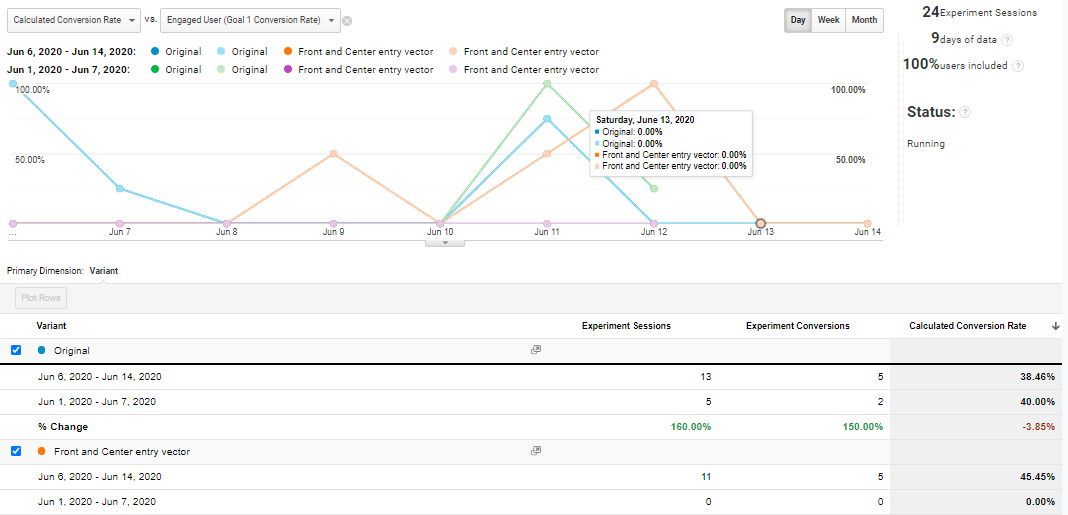 Calculated Conversion Rate vs. Engaged User (Goal 1 Conversion Rate) Day Week Month
24 Experiment Sessions
9 days of data ?
100% users included ?
Status: ?
Running
Jun 6, 2020 - Jun 14, 2020: Original Original Front and Center entry vector Front and Center entry vector
Jun 1, 2020 - Jun 7, 2020: Original Original Front and Center entry vector Front and Center entry vector
100.00% 100.00%
50.00% 50.00%
Saturday, June 13, 2020
Original: 0.00%
Original: 0.00%
Front and Center entry vector: 0.00%
Front and Center entry vector: 0.00%
... Jun 7 Jun 8 Jun 9 Jun 10 Jun 11 Jun 12 Jun 13 Jun 14
Primary Dimension: Variant
Plot Rows
Variant Experiment Sessions Experiment Conversions Calculated Conversion Rate
Original
Jun 6, 2020 - Jun 14, 2020 13 5 38.46%
Jun 1, 2020 - Jun 7, 2020 5 2 40.00%
% Change 160.00% 150.00% -3.85%
Front and Center entry vector
Jun 6, 2020 - Jun 14, 2020 11 5 45.45%
Jun 1, 2020 - Jun 7, 2020 0 0 0.00%